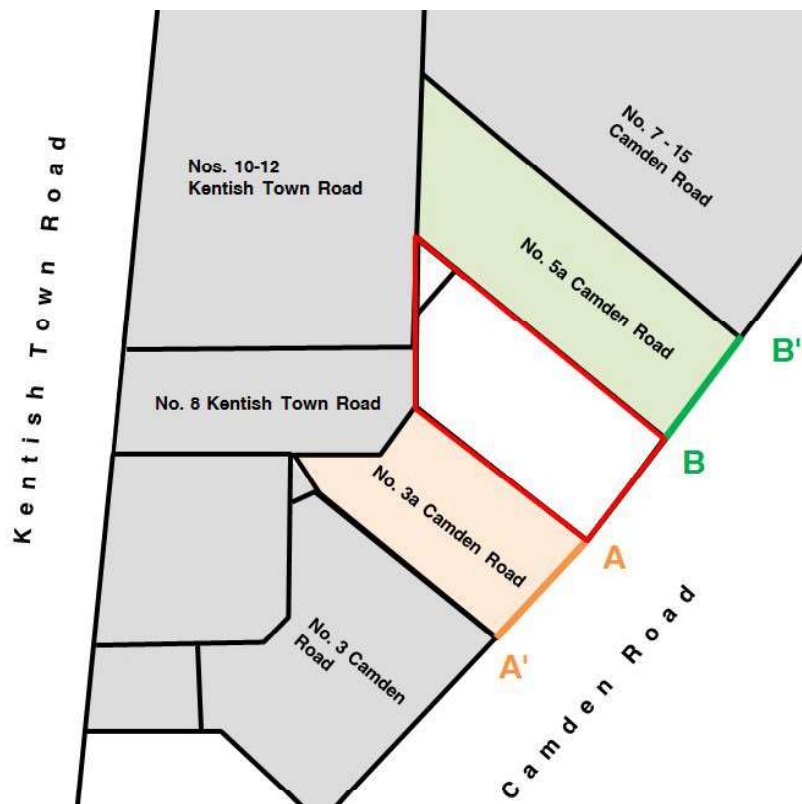 Kentish Town Road
Nos. 10-12
Kentish Town Road
No. 7 - 15
Camden Road
No. 5a Camden Road
B'
No. 8 Kentish Town Road
B
No. 3a Camden Road
A
No. 3 Camden
Road
A'
Camden Road